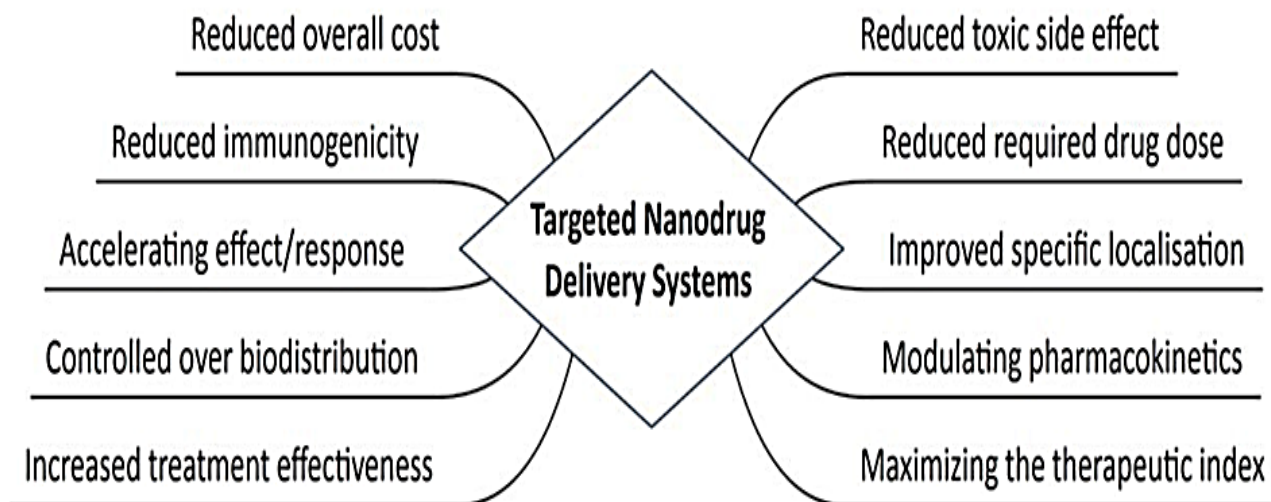 Reduced overall cost
Reduced immunogenicity
Accelerating effect/response
Controlled over biodistribution
Increased treatment effectiveness
Targeted Nanodrug
Delivery Systems
Reduced toxic side effect
Reduced required drug dose
Improved specific localisation
Modulating pharmacokinetics
Maximizing the therapeutic index